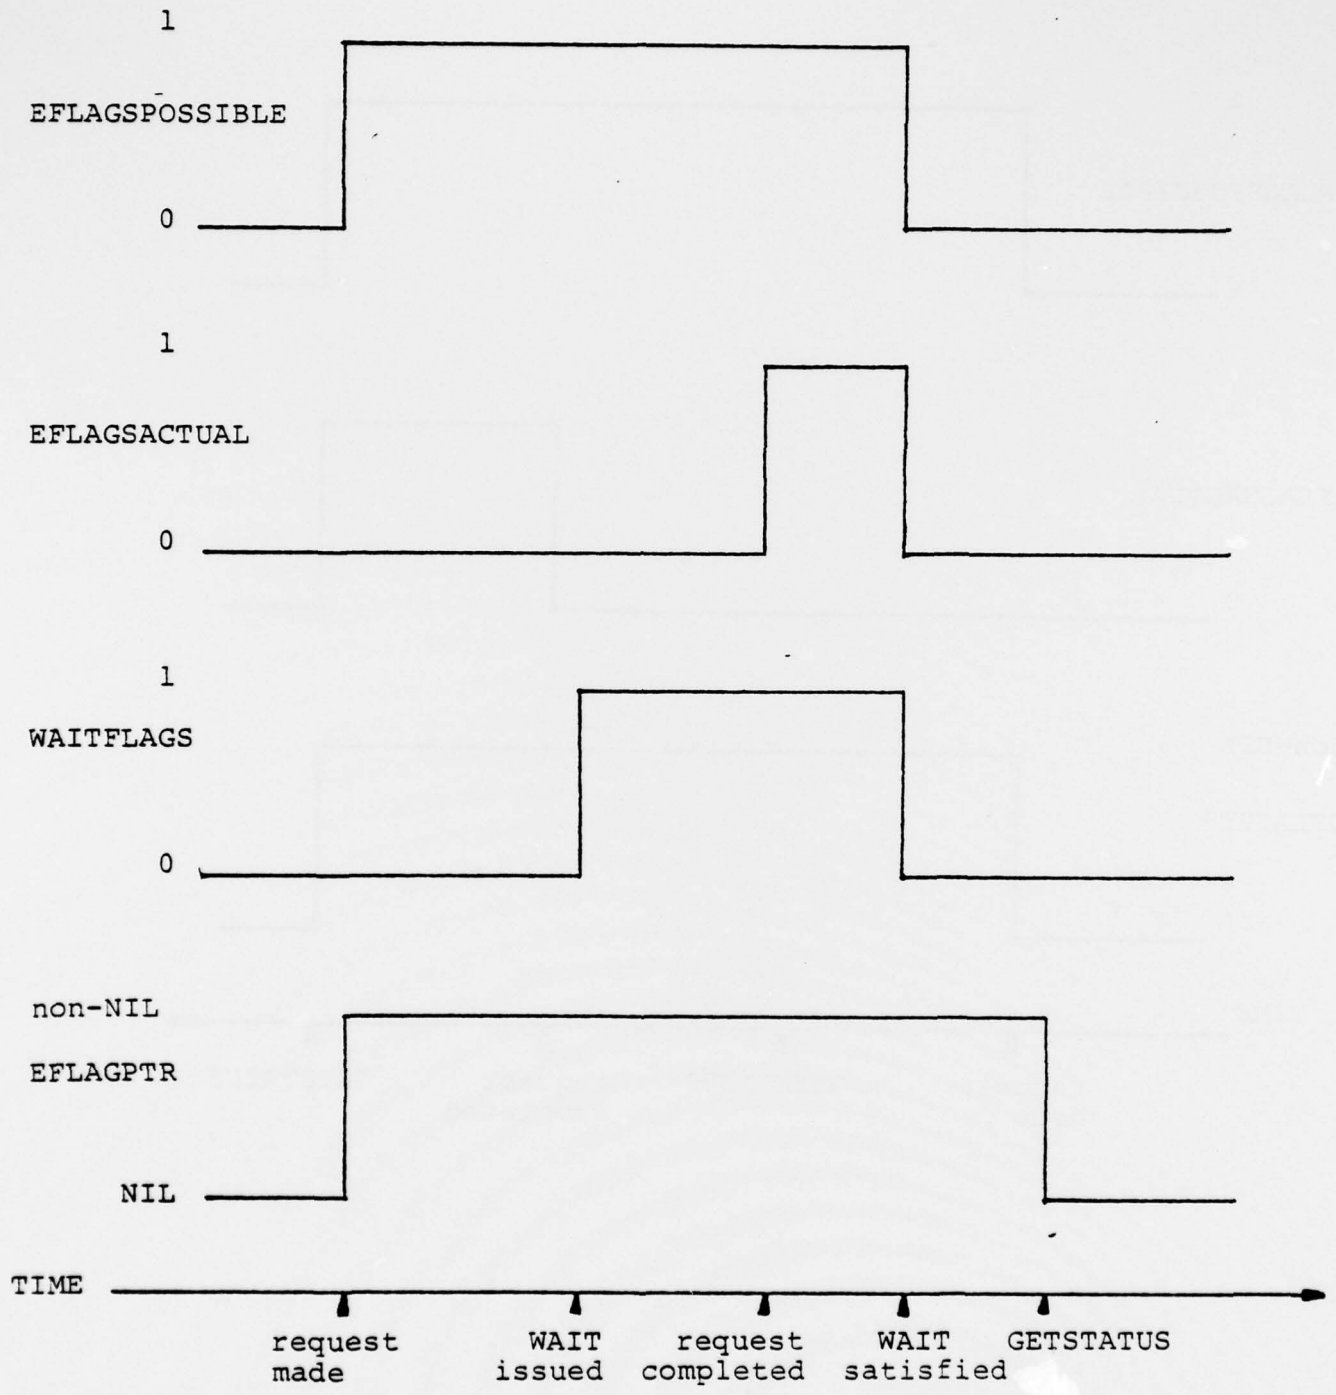 1
EFLAGSPOSSIBLE
0
1
EFLAGSACTUAL
0
1
WAITFLAGS
0
non-NIL
EFLAGPTR
NIL
TIME
request made
WAIT issued
request completed
WAIT satisfied
GETSTATUS